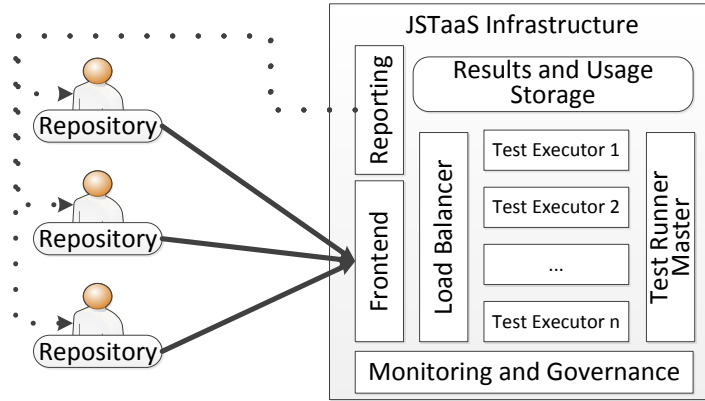 JSTaaS Infrastructure
Repository
Repository
Repository
Reporting
Frontend
Results and Usage
Storage
Load Balancer
Test Executor 1
Test Executor 2
...
Test Executor n
Test Runner
Master
Monitoring and Governance